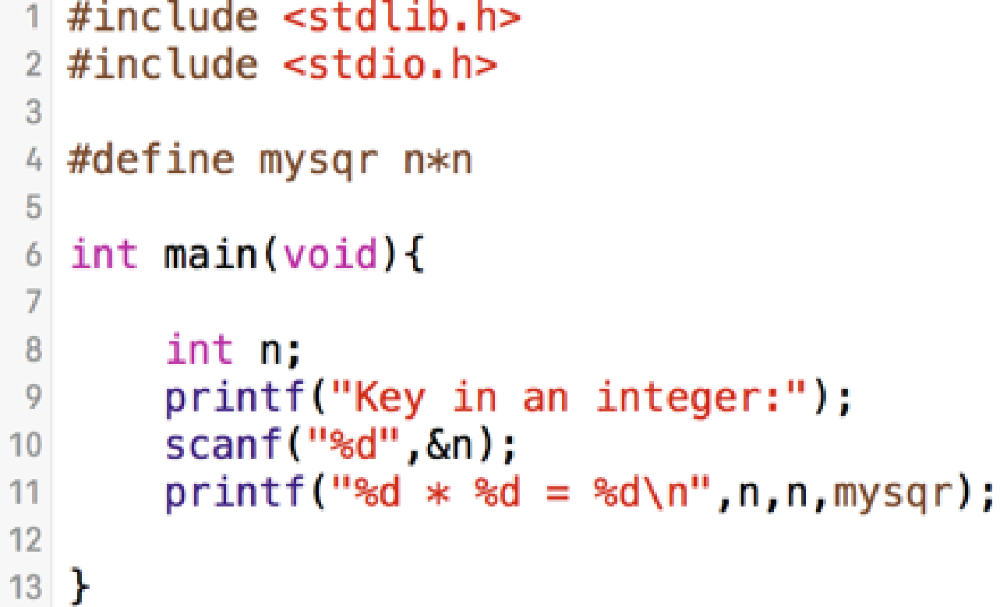 1 #include <stdlib.h>
2 #include <stdio.h>
3
4 #define mysqr n*n
5
6 int main(void){
7
8     int n;
9     printf("Key in an integer:");
10     scanf("%d",&n);
11     printf("%d * %d = %d\n",n,n,mysqr);
12
13 }